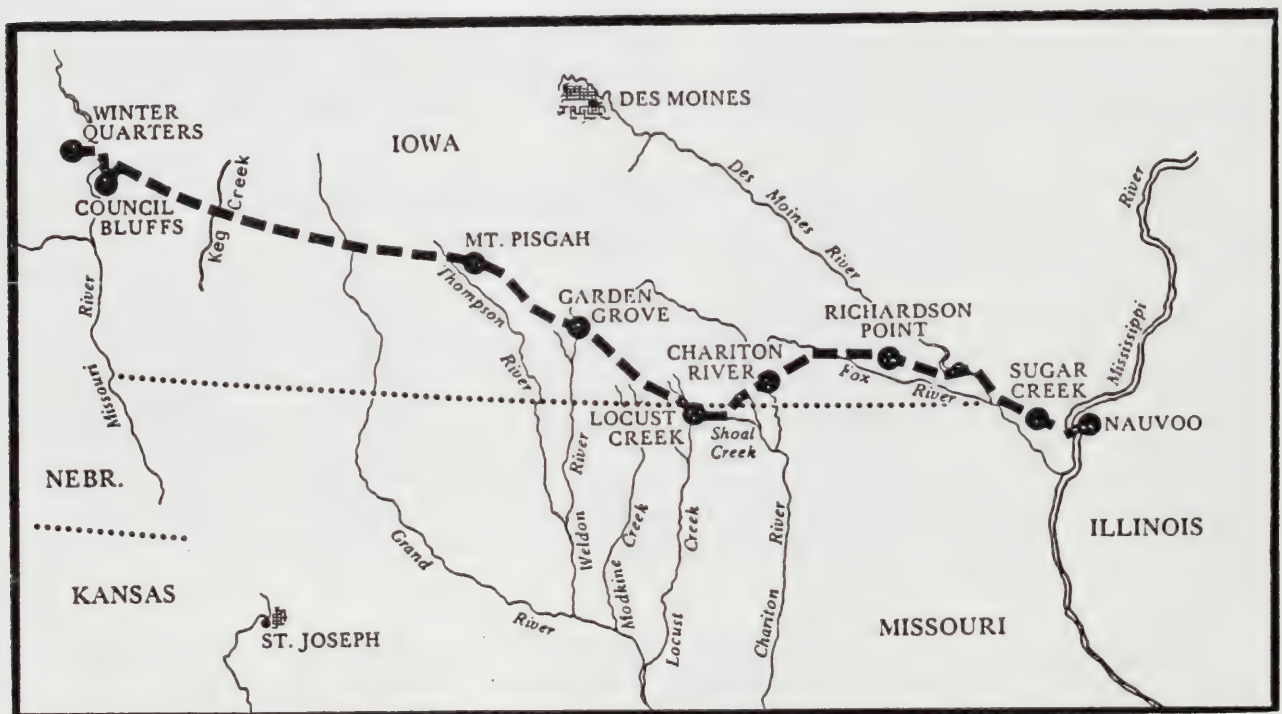 WINTER
QUARTERS
COUNCIL
BLUFFS
Keg Creek
IOWA
DES MOINES
Des Moines River
MT. PISGAH
Thompson River
GARDEN
GROVE
CHARITON
RIVER
RICHARDSON
POINT
Fox River
SUGAR
CREEK
Mississippi River
NAUVOO
LOCUST
CREEK
Shoal
Creek
Missouri River
NEBR.
KANSAS
ST. JOSEPH
Grand River
Weldon River
Modkine Creek
Locust Creek
Chariton River
MISSOURI
ILLINOIS